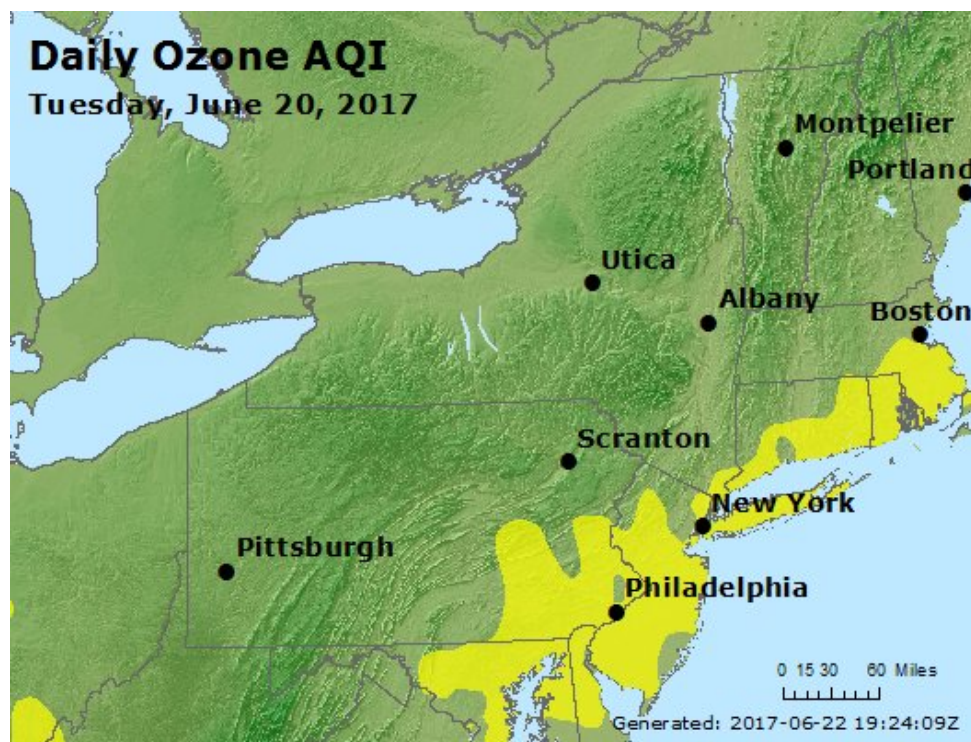 Daily Ozone AQI
Tuesday, June 20, 2017
Montpelier
Portland
Utica
Albany
Boston
Scranton
New York
Pittsburgh
Philadelphia
0 15 30 60 Miles
Generated: 2017-06-22 19:24:09Z